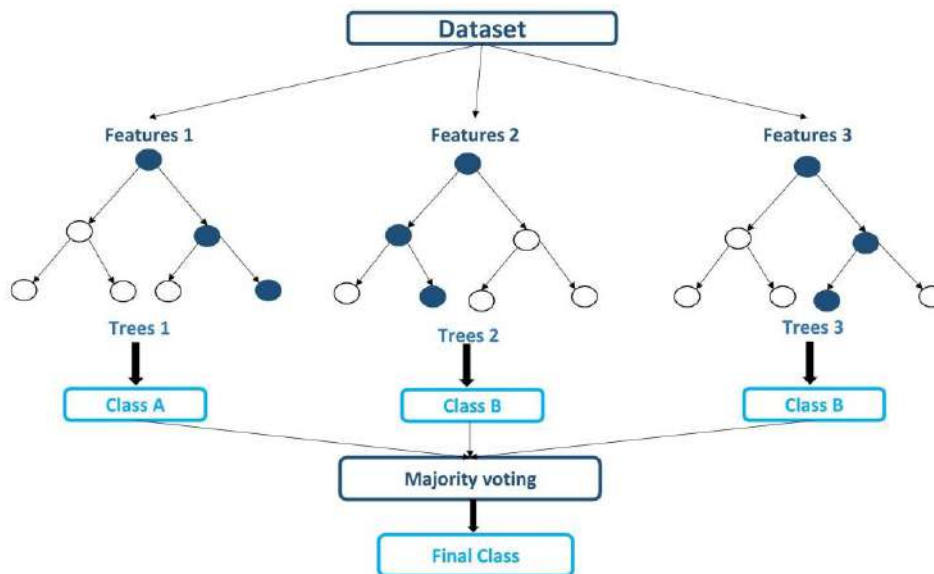 Dataset
Features 1
Features 2
Features 3
Trees 1
Trees 2
Trees 3
Class A
Class B
Class B
Majority voting
Final Class